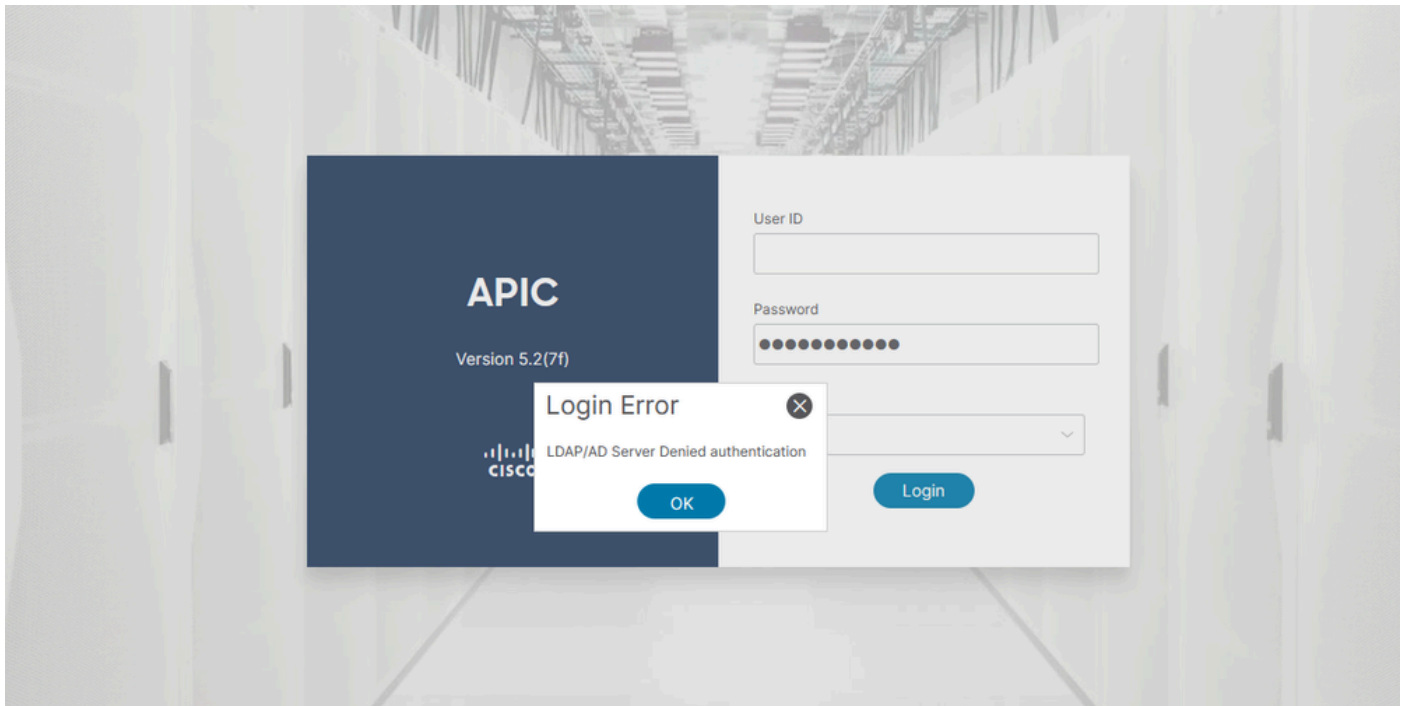 User ID
APIC
Password
Version 5.2(7f)
Login Error
LDAP/AD Server Denied authentication
OK
Login